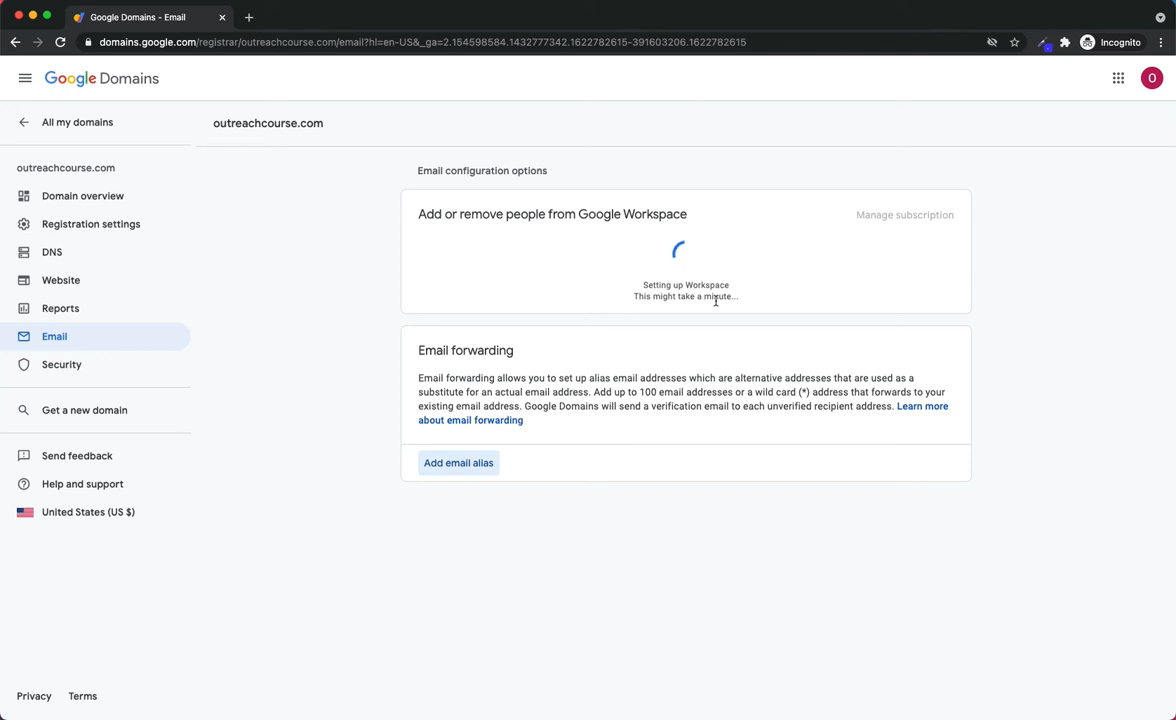 Google Domains - Email
domains.google.com/registrar/outreachcourse.com/email?hl=en-US&_ga=2.154598584.1432777342.1622782615-391603206.1622782615
Incognito
Google Domains
O
All my domains
outreachcourse.com
outreachcourse.com
Domain overview
Registration settings
DNS
Website
Reports
Email
Security
Get a new domain
Send feedback
Help and support
United States (US $)
Privacy
Terms
Email configuration options
Add or remove people from Google Workspace
Manage subscription
Setting up Workspace
This might take a minute...
Email forwarding
Email forwarding allows you to set up alias email addresses which are alternative addresses that are used as a
substitute for an actual email address. Add up to 100 email addresses or a wild card (*) address that forwards to your
existing email address. Google Domains will send a verification email to each unverified recipient address. Learn more
about email forwarding
Add email alias